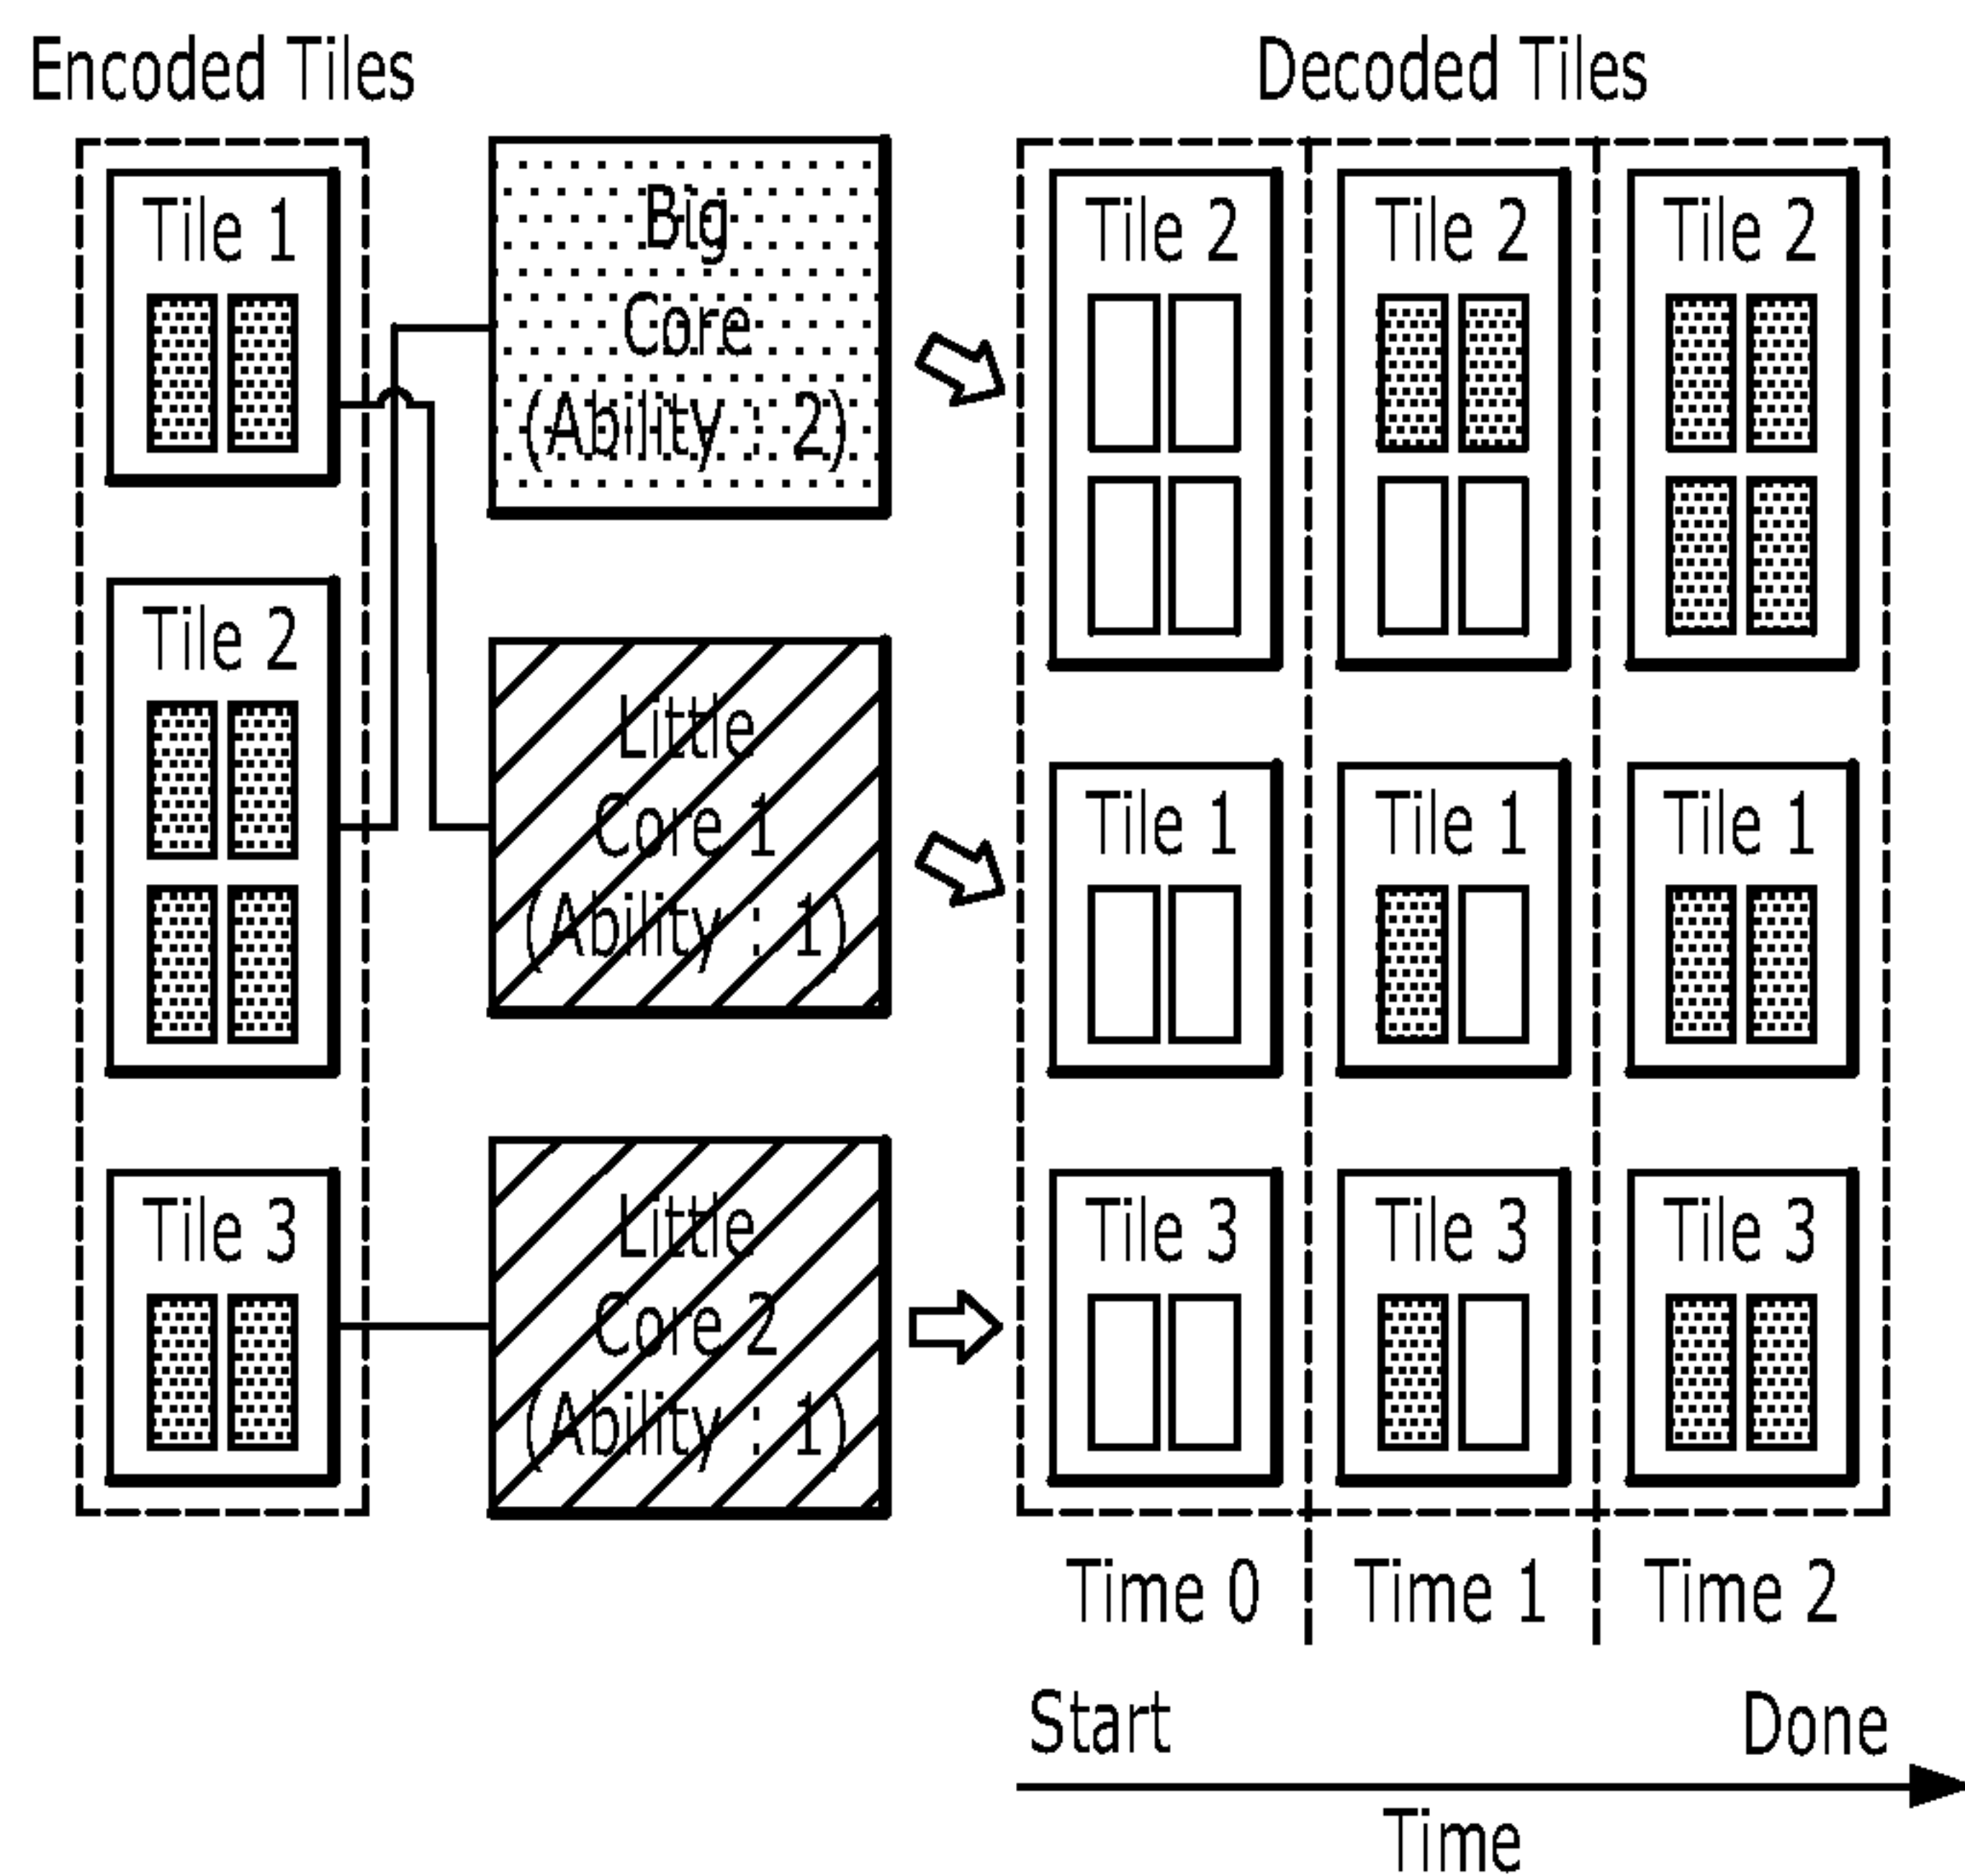 Encoded Tiles
Decoded Tiles
Tile 1
Tile 2
Tile 3
Big
Core
(Ability : 2)
Little
Core 1
(Ability : 1)
Little
Core 2
(Ability : 1)
Tile 2
Tile 2
Tile 2
Tile 1
Tile 1
Tile 1
Tile 3
Tile 3
Tile 3
Time 0
Time 1
Time 2
Start
Done
Time